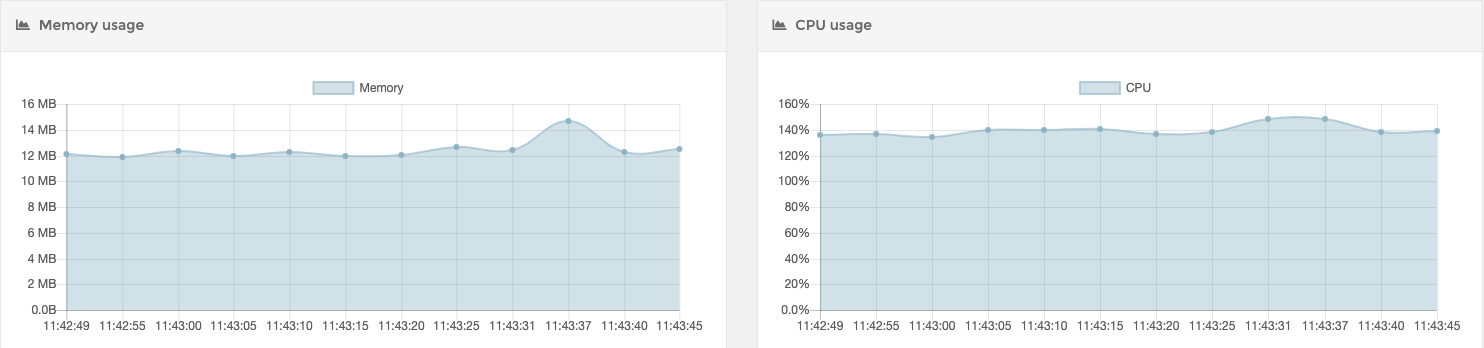 Memory usage
Memory
16 MB
14 MB
12 MB
10 MB
8 MB
6 MB
4 MB
2 MB
0.0B
11:42:49 11:42:55 11:43:00 11:43:05 11:43:10 11:43:15 11:43:20 11:43:25 11:43:31 11:43:37 11:43:40 11:43:45
CPU usage
CPU
160%
140%
120%
100%
80%
60%
40%
20%
0.0%
11:42:49 11:42:55 11:43:00 11:43:05 11:43:10 11:43:15 11:43:20 11:43:25 11:43:31 11:43:37 11:43:40 11:43:45